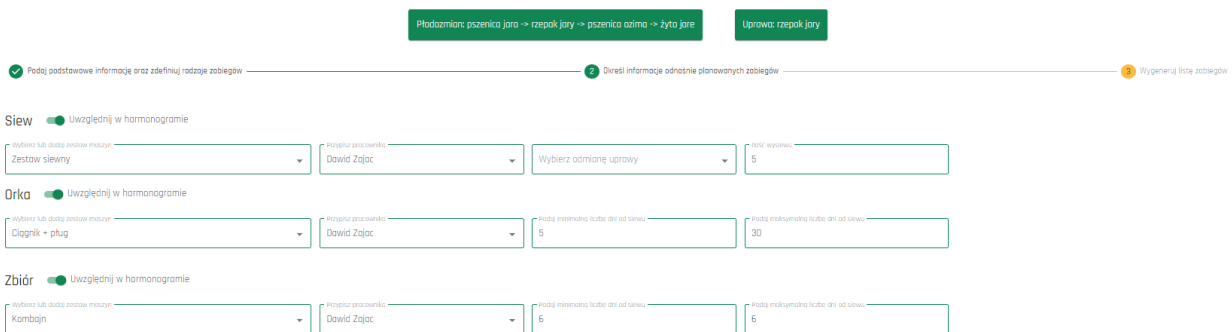 Płodozmian: pszenica jara -> rzepak jary -> pszenica ozima -> żyto jare Uprawa: rzepak jary
Podaj podstawowe informację oraz zdefiniuj rodzaje zabiegów 2 Określ informacje odnośnie planowanych zabiegów 3 Wygeneruj listę zabiegów
Siew Uwzględnij w harmonogramie
Wybierz lub dodaj zestaw maszyn Przypisz pracownika Ilość wysiewu
Zestaw siewny Dawid Zając Wybierz odmianę uprawy 5
Orka Uwzględnij w harmonogramie
Wybierz lub dodaj zestaw maszyn Przypisz pracownika Podaj minimalną liczbę dni od siewu Podaj maksymalną liczbę dni od siewu
Ciągnik + pług Dawid Zając 5 30
Zbiór Uwzględnij w harmonogramie
Wybierz lub dodaj zestaw maszyn Przypisz pracownika Podaj minimalną liczbę dni od siewu Podaj maksymalną liczbę dni od siewu
Kombajn Dawid Zając 6 6